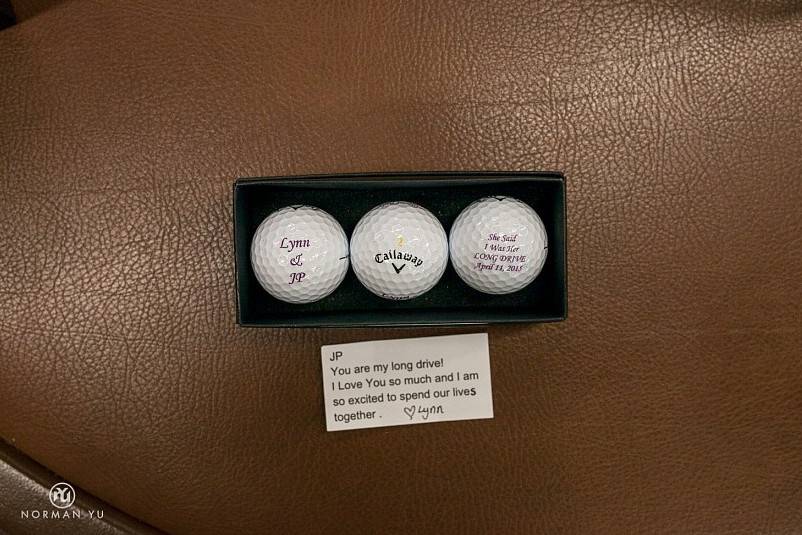 Lynn
&
JP
2
Callaway
She Said
I Was Her
LONG DRIVE
April 11, 2015
JP
You are my long drive!
I Love You so much and I am
so excited to spend our lives
together . ♡Lynn
NORMAN YU